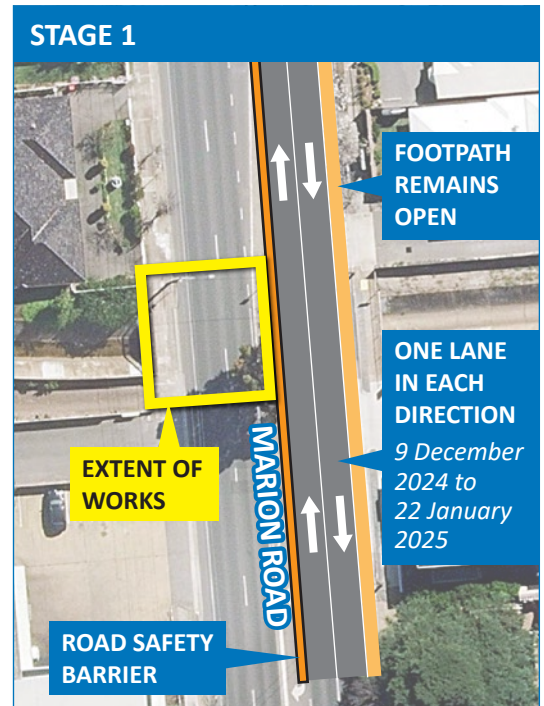 STAGE 1
FOOTPATH
REMAINS
OPEN
ONE LANE
IN EACH
DIRECTION
9 December
2024 to
22 January
2025
EXTENT OF
WORKS
MARION ROAD
ROAD SAFETY
BARRIER